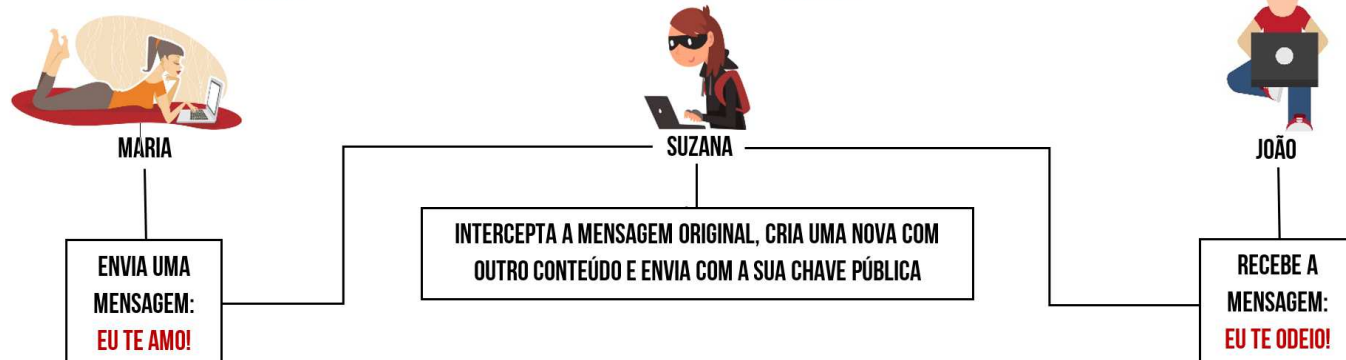 MARIA
SUZANA
JOÃO
INTERCEPTA A MENSAGEM ORIGINAL, CRIA UMA NOVA COM
OUTRO CONTEÚDO E ENVIA COM A SUA CHAVE PÚBLICA
ENVIA UMA
MENSAGEM:
EU TE AMO!
RECEBE A
MENSAGEM:
EU TE ODEIO!